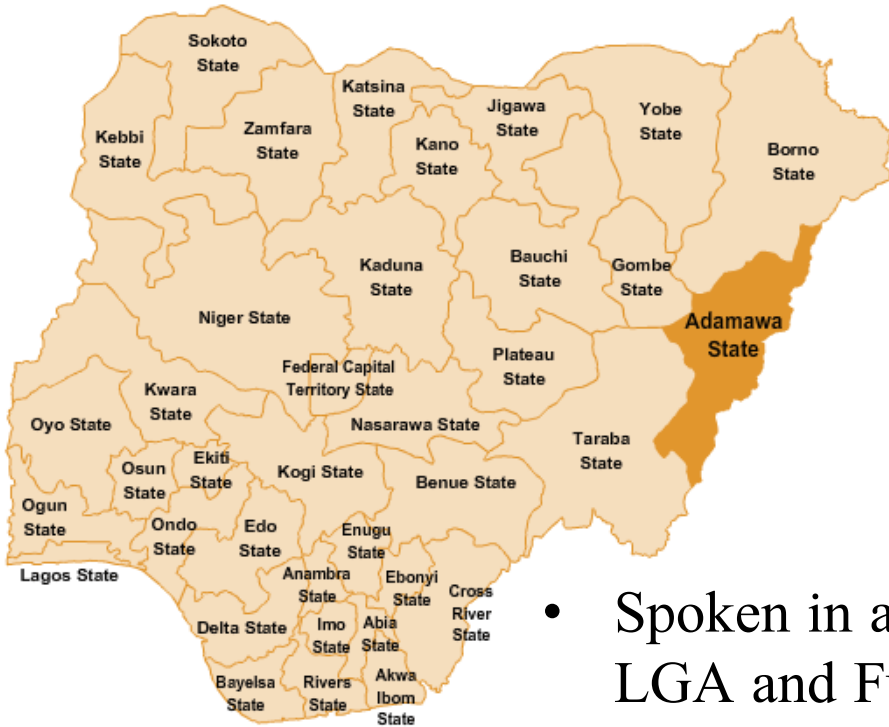 Sokoto
State
Katsina
State
Jigawa
State
Yobe
State
Kebbi
State
Zamfara
State
Kano
State
Borno
State
Kaduna
State
Bauchi
State
Gombe
State
Niger State
Adamawa
State
Federal Capital
Territory State
Plateau
State
Kwara
State
Oyo State
Nasarawa State
Taraba
State
Osun
State
Ekiti
State
Kogi State
Benue State
Ogun
State
Ondo
State
Edo
State
Enugu
State
Lagos State
Anambra
State
Ebonyi
State
Cross
River
State
Delta State
Imo
State
Abia
State
Bayelsa
State
Rivers
State
Akwa
Ibom
State
• Spoken in a
LGA and